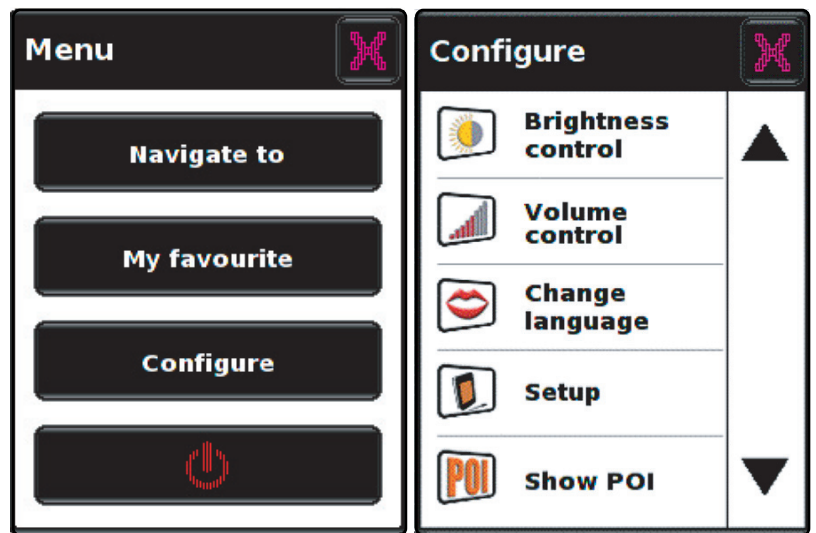 Menu
Navigate to
My favourite
Configure
Configure
Brightness
control
Volume
control
Change
language
Setup
POI
Show POI